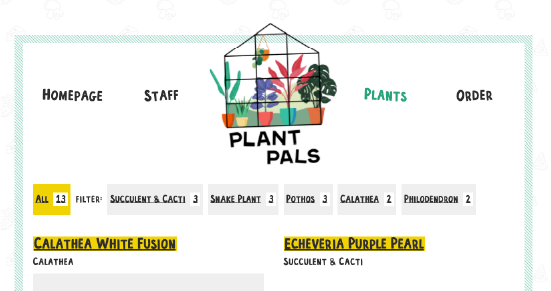 Homepage Staff Plants Order
PLANT
PALS
All 13 Filter: Succulent & Cacti 3 Snake Plant 3 Pothos 3 Calathea 2 Philodendron 2
Calathea White Fusion
Calathea
Echeveria Purple Pearl
Succulent & Cacti